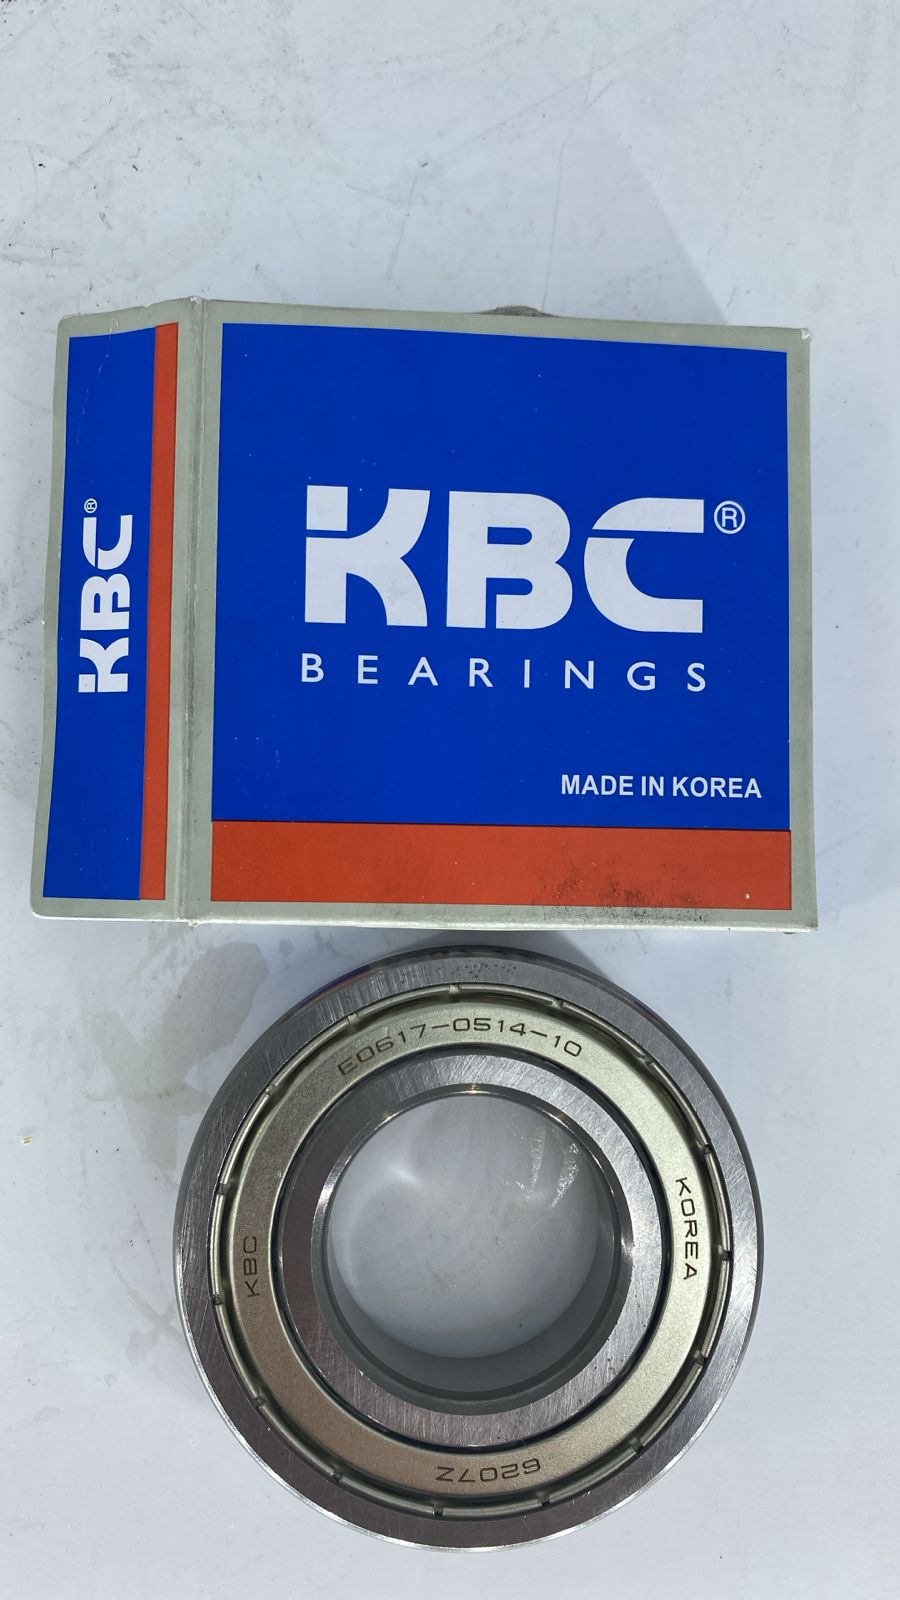 KBC®
KBC®
BEARINGS
MADE IN KOREA
E0617-0514-10
KOREA
KBC
6207Z